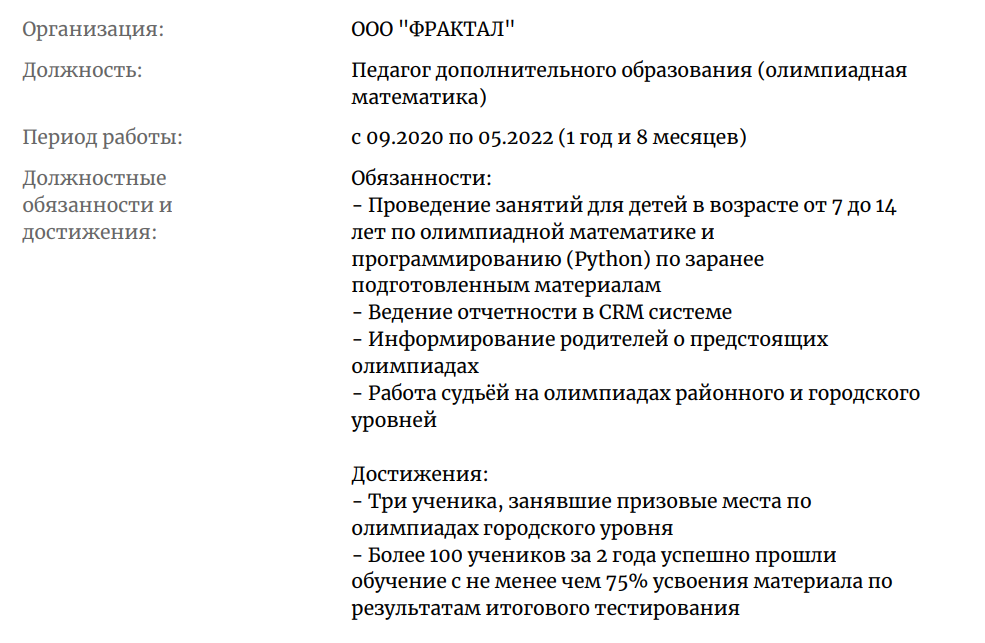 Организация:
ООО "ФРАКТАЛ"
Должность:
Педагог дополнительного образования (олимпиадная
математика)
Период работы:
с 09.2020 по 05.2022 (1 год и 8 месяцев)
Должностные
обязанности и
достижения:
Обязанности:
- Проведение занятий для детей в возрасте от 7 до 14
лет по олимпиадной математике и
программированию (Python) по заранее
подготовленным материалам
- Ведение отчетности в CRM системе
- Информирование родителей о предстоящих
олимпиадах
- Работа судьёй на олимпиадах районного и городского
уровней
Достижения:
- Три ученика, занявшие призовые места по
олимпиадах городского уровня
- Более 100 учеников за 2 года успешно прошли
обучение с не менее чем 75% усвоения материала по
результатам итогового тестирования